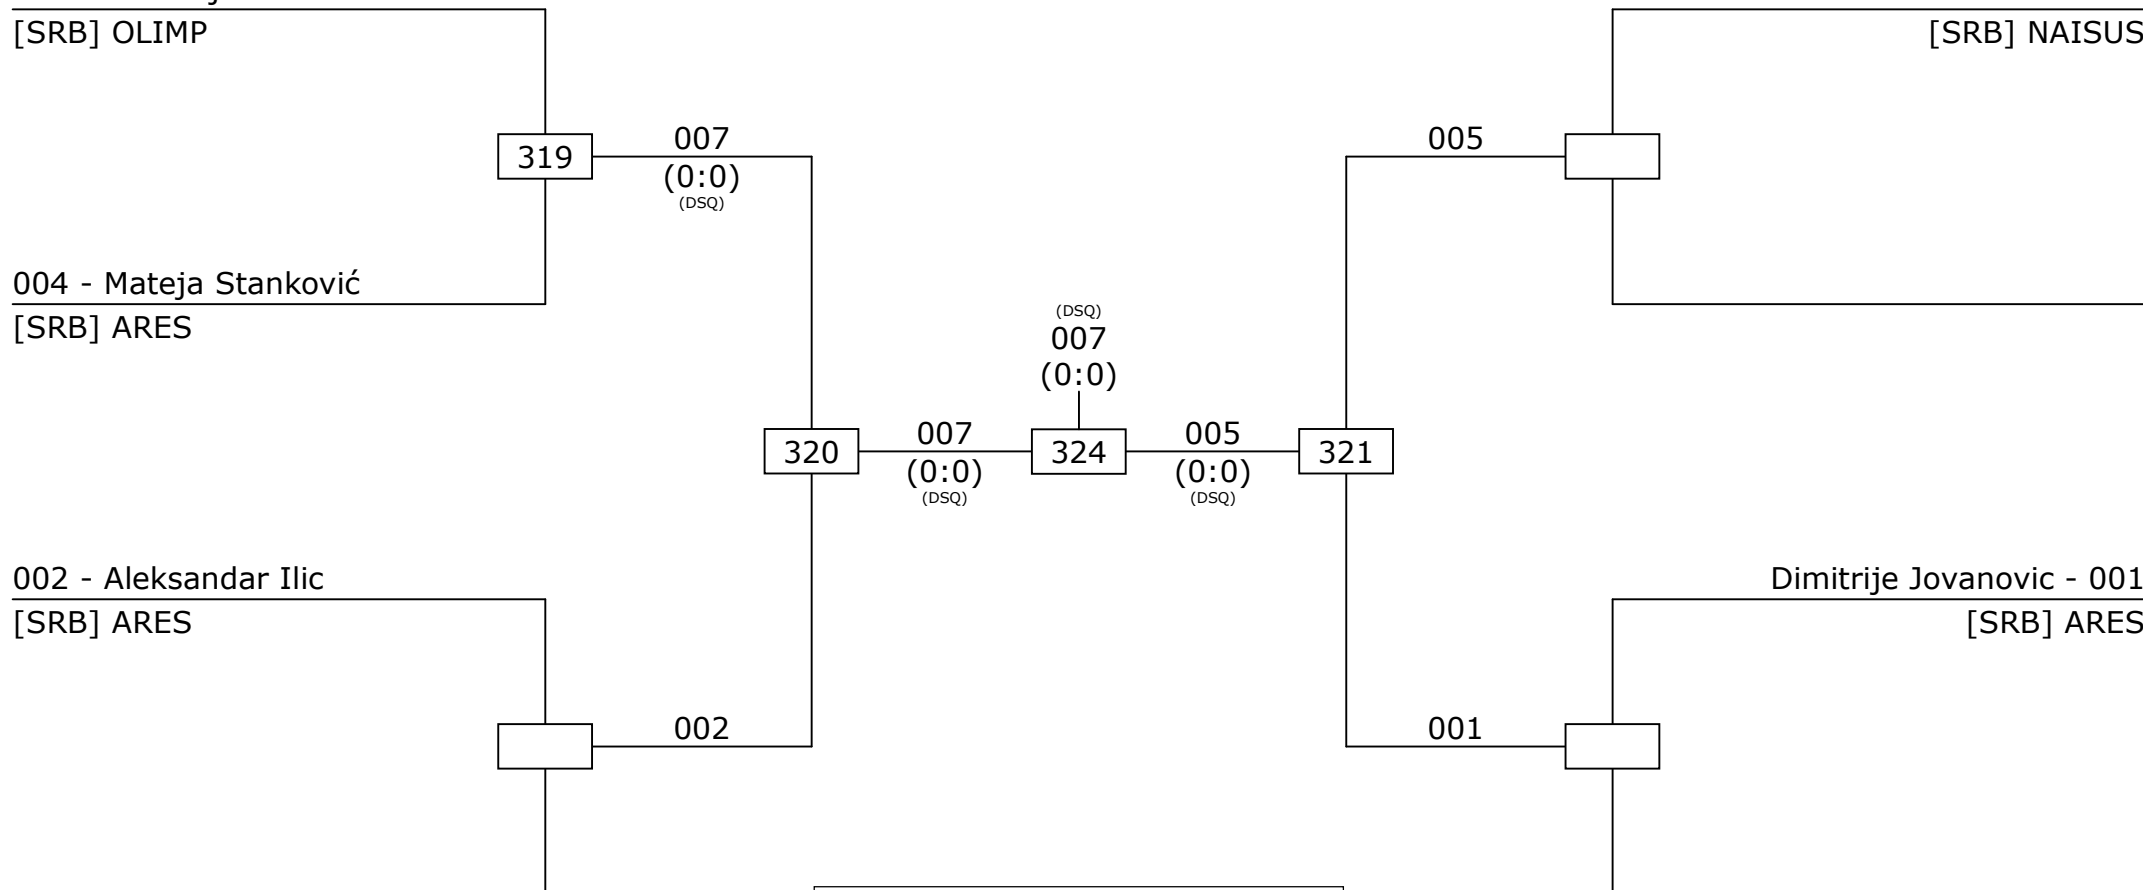 [SRB] OLIMP
[SRB] NAISUS
319
007
(0:0)
(DSQ)
005
004 - Mateja Stanković
[SRB] ARES
(DSQ)
007
(0:0)
320
007
(0:0)
(DSQ)
324
005
(0:0)
(DSQ)
321
002 - Aleksandar Ilic
[SRB] ARES
Dimitrije Jovanovic - 001
[SRB] ARES
002
001